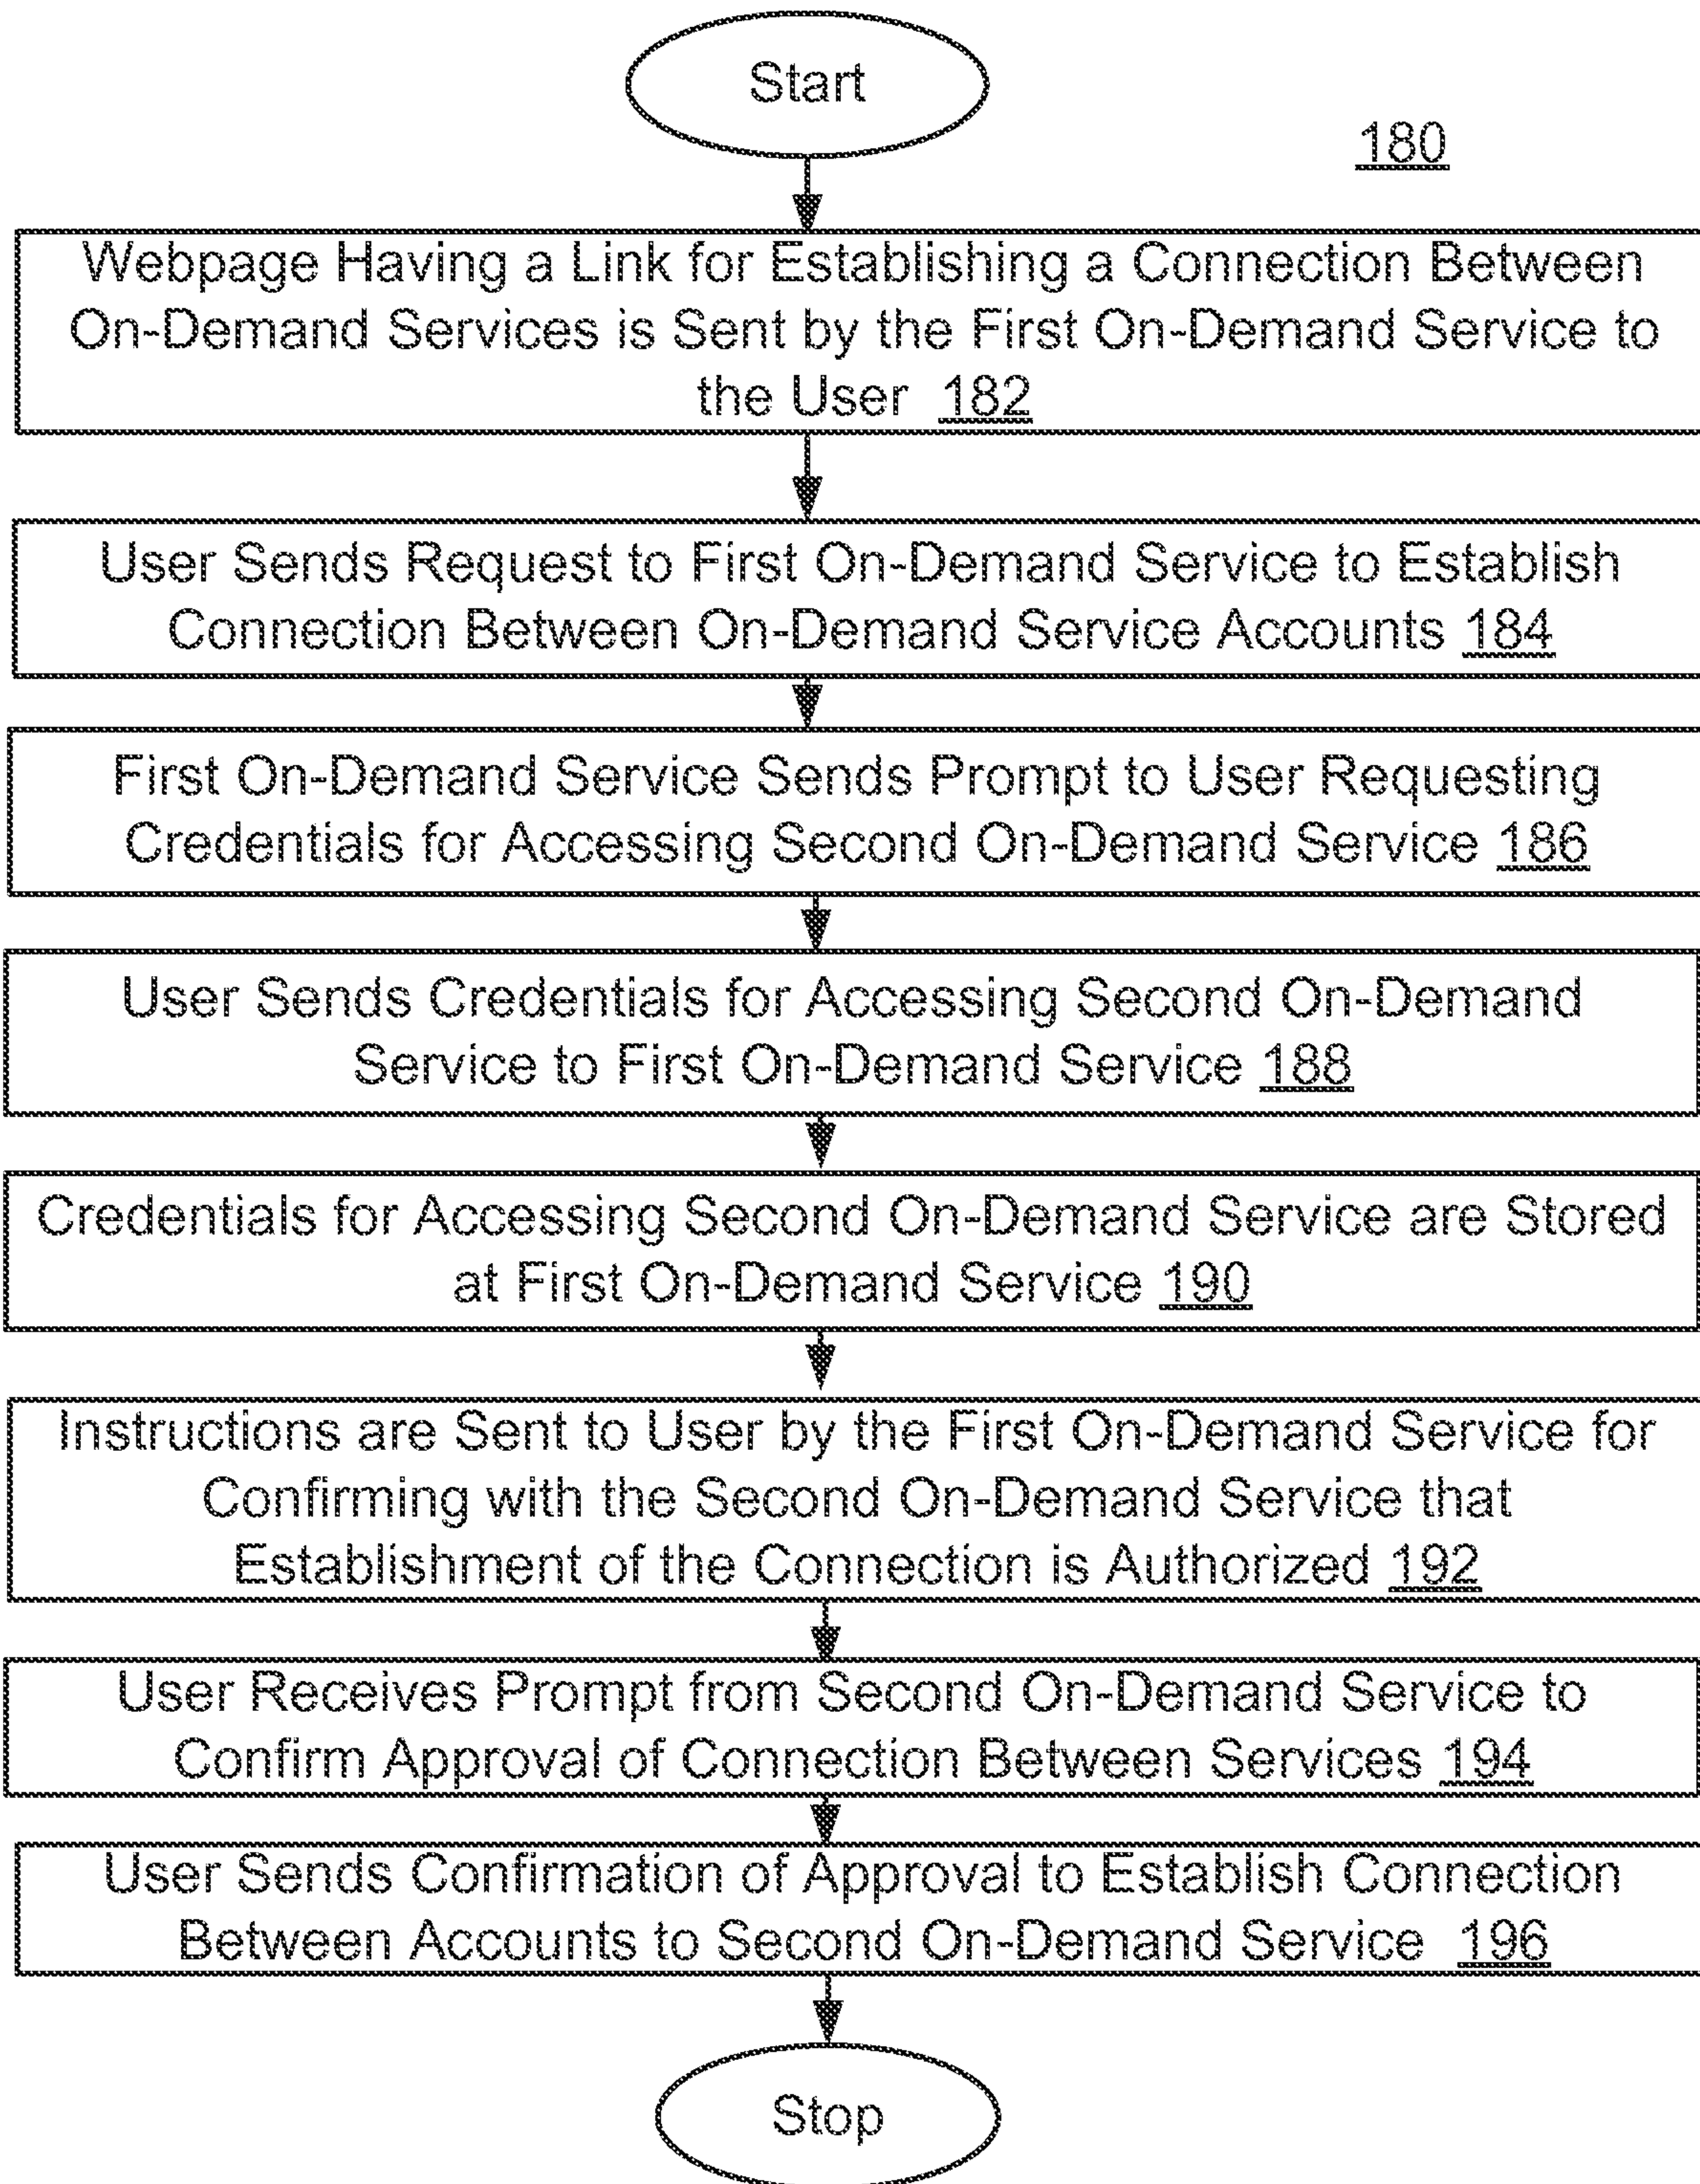 Start
180
Webpage Having a Link for Establishing a Connection Between
On-Demand Services is Sent by the First On-Demand Service to
the User 182
User Sends Request to First On-Demand Service to Establish
Connection Between On-Demand Service Accounts 184
First On-Demand Service Sends Prompt to User Requesting
Credentials for Accessing Second On-Demand Service 186
User Sends Credentials for Accessing Second On-Demand
Service to First On-Demand Service 188
Credentials for Accessing Second On-Demand Service are Stored
at First On-Demand Service 190
Instructions are Sent to User by the First On-Demand Service for
Confirming with the Second On-Demand Service that
Establishment of the Connection is Authorized 192
User Receives Prompt from Second On-Demand Service to
Confirm Approval of Connection Between Services 194
User Sends Confirmation of Approval to Establish Connection
Between Accounts to Second On-Demand Service 196
Stop